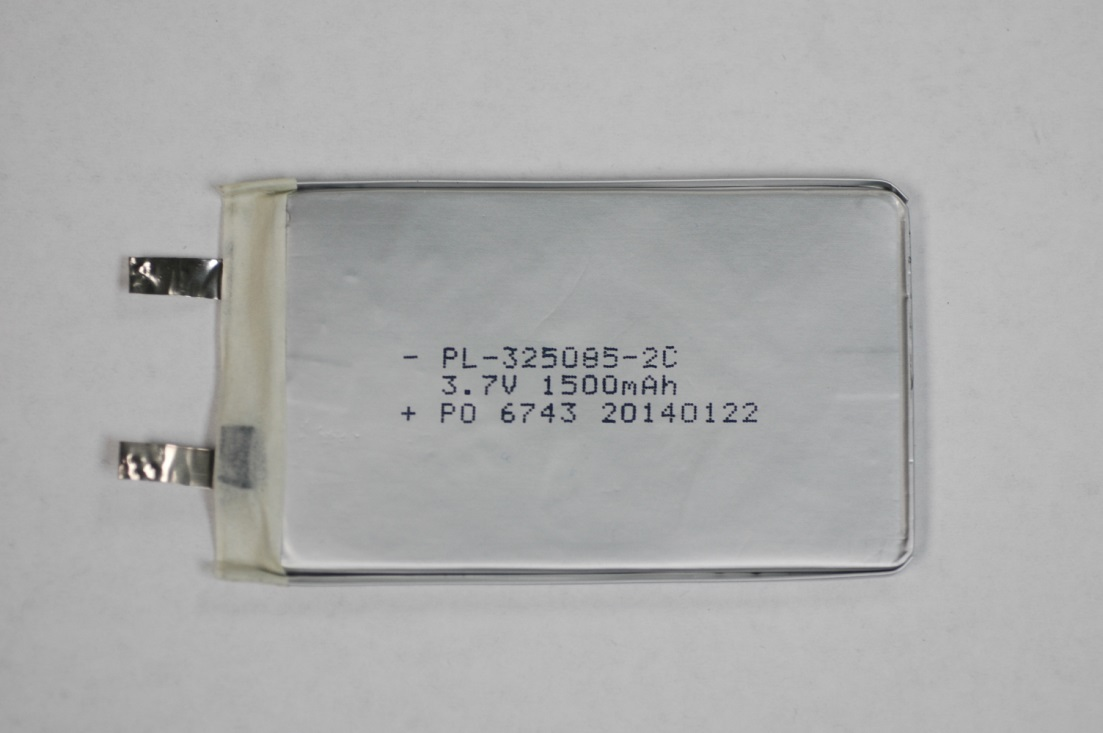 - PL-325085-2C
3.7V 1500mAh
+ PO 6743 20140122